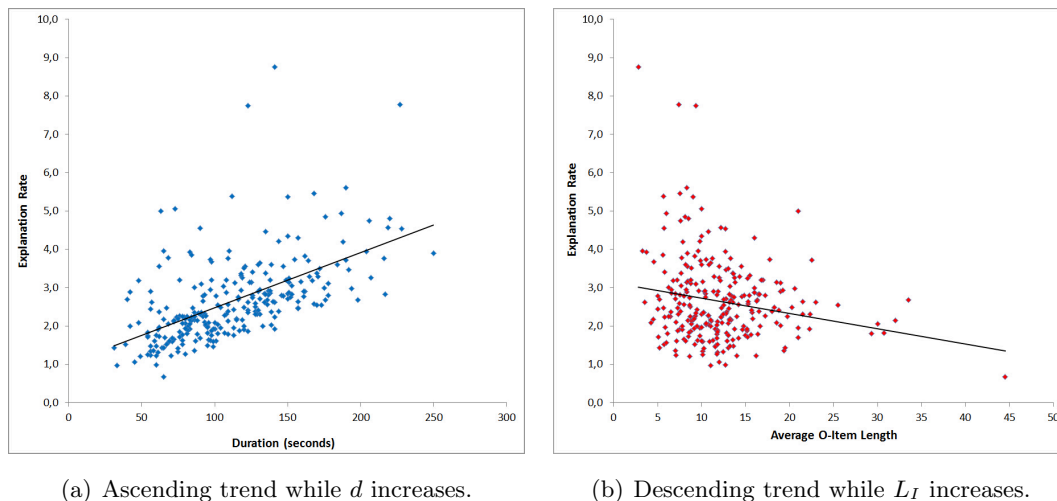 10,0
9,0
8,0
7,0
6,0
5,0
4,0
3,0
2,0
1,0
0,0
Explanation Rate
0 50 100 150 200 250 300
Duration (seconds)
10,0
9,0
8,0
7,0
6,0
5,0
4,0
3,0
2,0
1,0
0,0
Explanation Rate
0 5 10 15 20 25 30 35 40 45 50
Average O-Item Length
(a) Ascending trend while d increases.
(b) Descending trend while L_I increases.